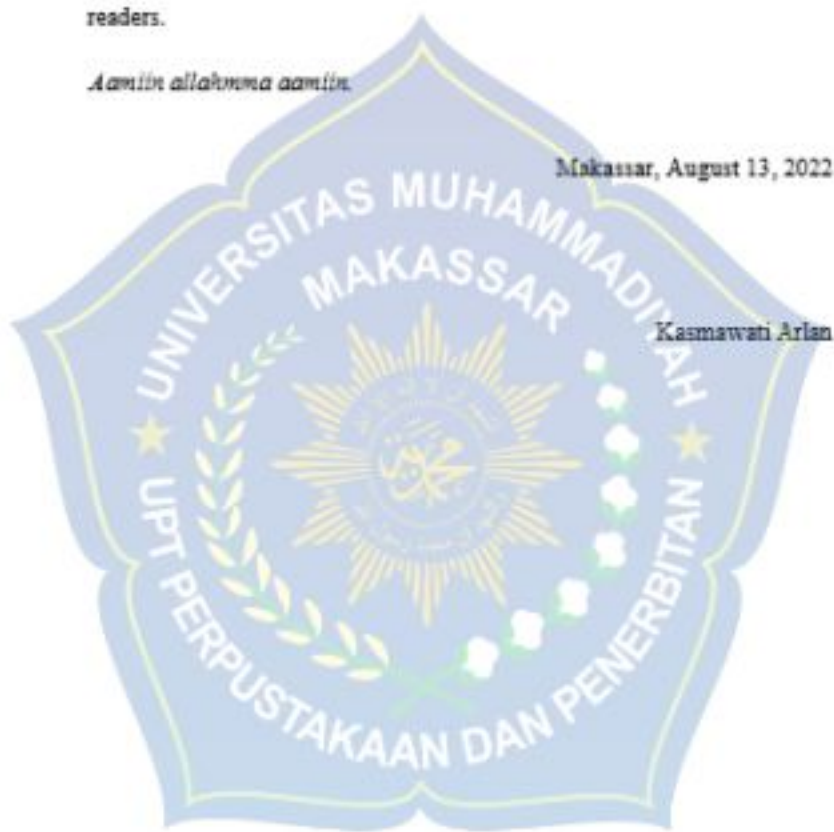 readers.
Aamiin allahmma aamiin.
Makassar, August 13, 2022
Kasmawati Arlan
UNIVERSITAS MUHAMMADIYAH
MAKASSAR
UPT PERPUSTAKAAN DAN PENERBITAN